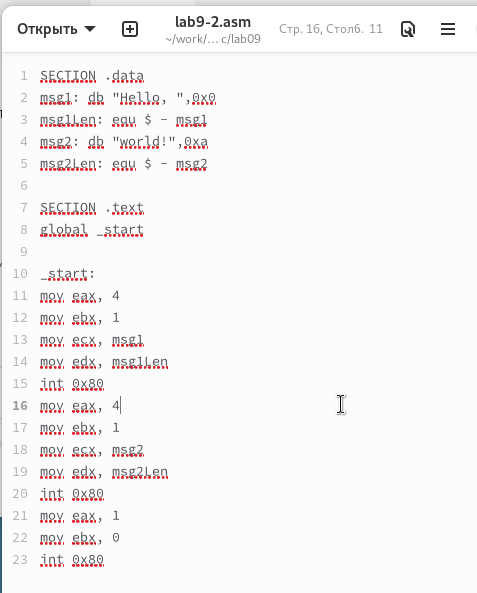 Открыть
lab9-2.asm
~/work/… c/lab09
Стр. 16, Столб. 11
1 SECTION .data
2 msg1: db "Hello, ",0x0
3 msg1Len: equ $ - msg1
4 msg2: db "world!",0xa
5 msg2Len: equ $ - msg2
6
7 SECTION .text
8 global _start
9
10 _start:
11 mov eax, 4
12 mov ebx, 1
13 mov ecx, msg1
14 mov edx, msg1Len
15 int 0x80
16 mov eax, 4
17 mov ebx, 1
18 mov ecx, msg2
19 mov edx, msg2Len
20 int 0x80
21 mov eax, 1
22 mov ebx, 0
23 int 0x80